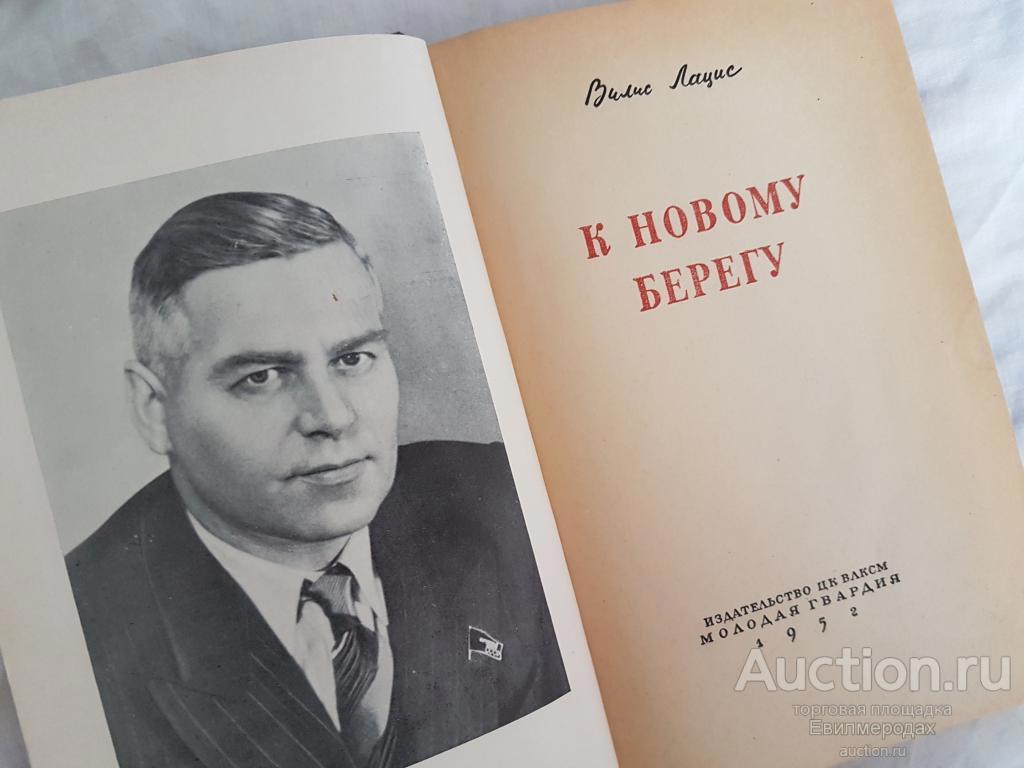 Вилис Лацис
К НОВОМУ
БЕРЕГУ
ИЗДАТЕЛЬСТВО ЦК ВЛКСМ
МОЛОДАЯ ГВАРДИЯ
1952
Auction.ru
торговая площадка
Евилмеродах
auction.ru